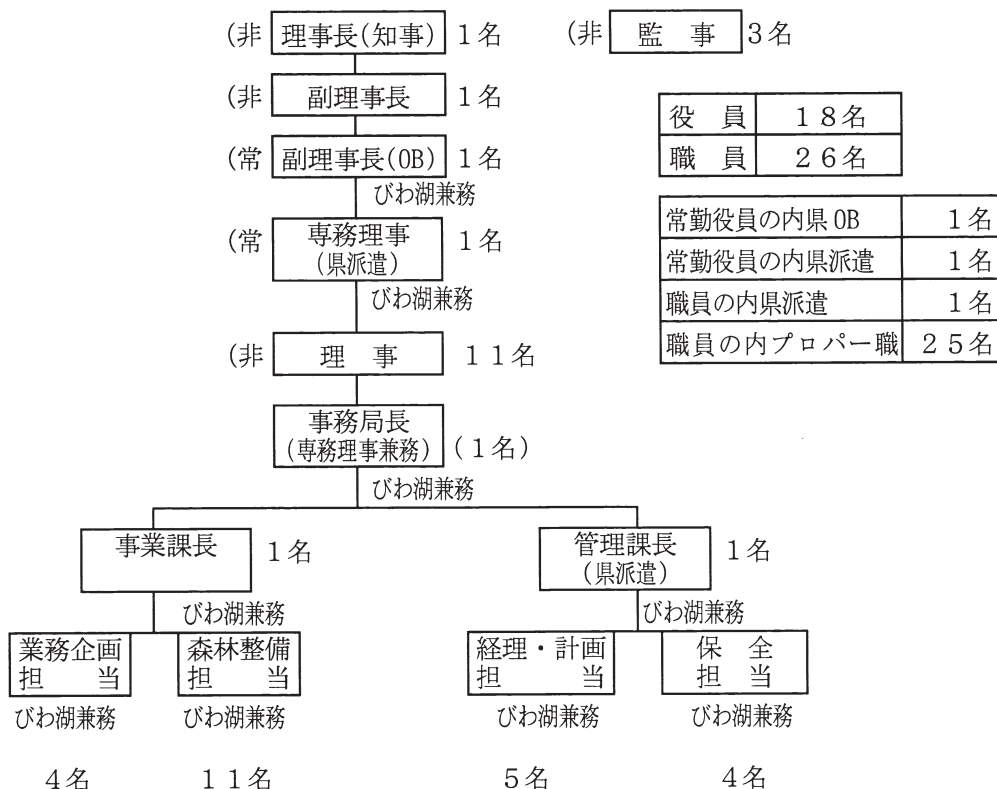 (非 理事長(知事) 1名 (非 監 事 3名
(非 副理事長 1名
役 員 18名
(常 副理事長(OB) 1名
職 員 26名
びわ湖兼務
常勤役員の内県OB 1名
(常 専務理事 1名
(県派遣)
常勤役員の内県派遣 1名
びわ湖兼務
職員の内県派遣 1名
(非 理 事 11名
職員の内プロパー職 25名
事務局長
(専務理事兼務) (1名)
びわ湖兼務
事業課長 1名
管理課長 1名
(県派遣)
びわ湖兼務 びわ湖兼務
業務企画 森林整備 経理・計画 保 全
担 当 担 当 担 当 担 当
びわ湖兼務 びわ湖兼務 びわ湖兼務 びわ湖兼務
4名 11名 5名 4名